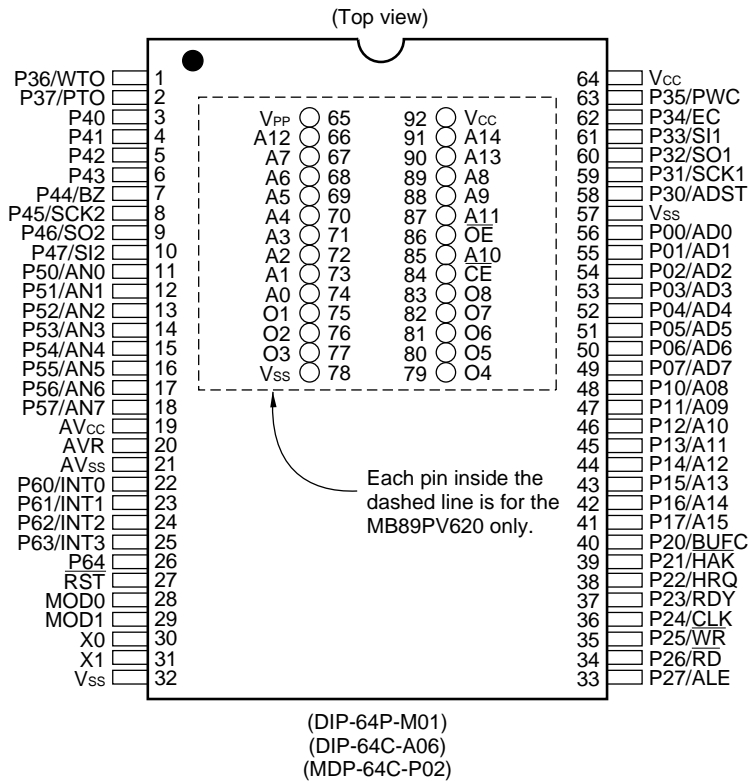 (Top view)
P36/WTO 1 64 Vcc
P37/PTO 2 63 P35/PWC
P40 3 VPP 65 92 Vcc 62 P34/EC
P41 4 A12 66 91 A14 61 P33/SI1
P42 5 A7 67 90 A13 60 P32/SO1
P43 6 A6 68 89 A8 59 P31/SCK1
P44/BZ 7 A5 69 88 A9 58 P30/ADST
P45/SCK2 8 A4 70 87 A11 57 Vss
P46/SO2 9 A3 71 86 O̅E̅ 56 P00/AD0
P47/SI2 10 A2 72 85 A10 55 P01/AD1
P50/AN0 11 A1 73 84 C̅E̅ 54 P02/AD2
P51/AN1 12 A0 74 83 O8 53 P03/AD3
P52/AN2 13 O1 75 82 O7 52 P04/AD4
P53/AN3 14 O2 76 81 O6 51 P05/AD5
P54/AN4 15 O3 77 80 O5 50 P06/AD6
P55/AN5 16 Vss 78 79 O4 49 P07/AD7
P56/AN6 17 48 P10/A08
P57/AN7 18 47 P11/A09
AVcc 19 46 P12/A10
AVR 20 45 P13/A11
AVss 21 44 P14/A12
P60/INT0 22 43 P15/A13
P61/INT1 23 42 P16/A14
P62/INT2 24 41 P17/A15
P63/INT3 25 40 P20/BUFC
P64 26 39 P21/H̅A̅K̅
R̅S̅T̅ 27 38 P22/HRQ
MOD0 28 37 P23/RDY
MOD1 29 36 P24/CLK
X0 30 35 P25/W̅R̅
X1 31 34 P26/R̅D̅
Vss 32 33 P27/ALE
Each pin inside the
dashed line is for the
MB89PV620 only.
(DIP-64P-M01)
(DIP-64C-A06)
(MDP-64C-P02)